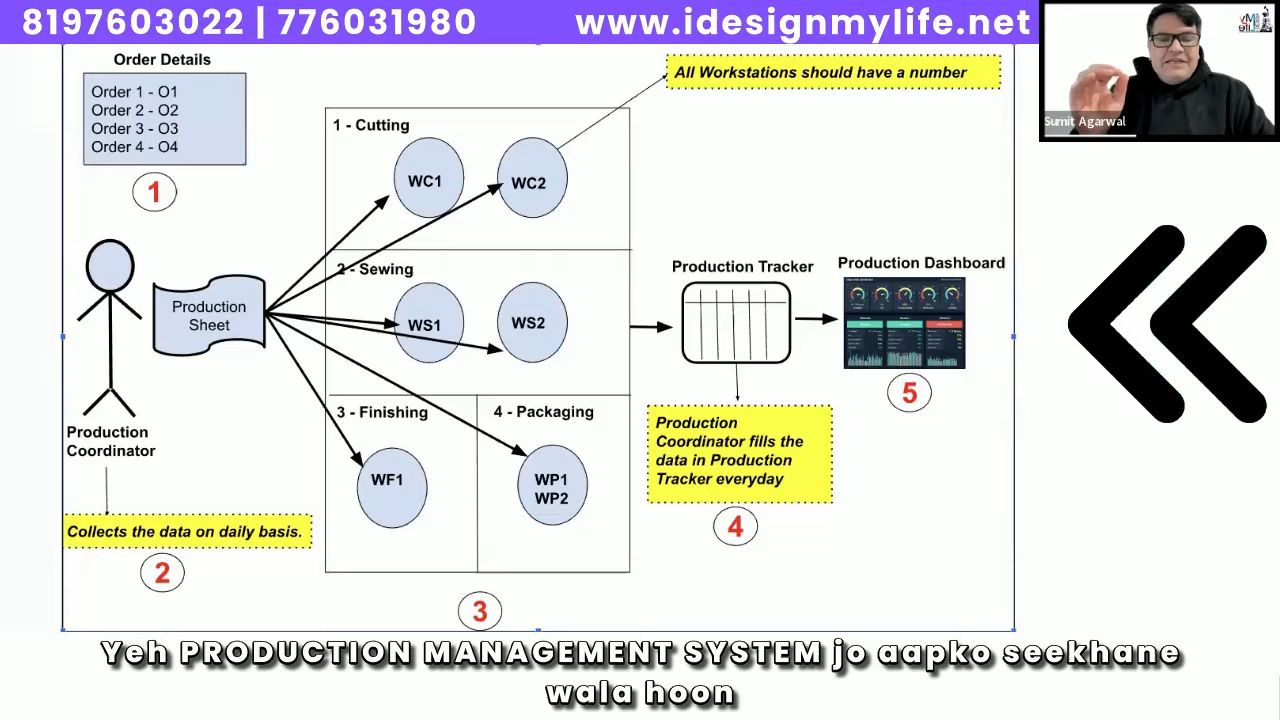 8197603022 | 776031980
www.idesignmylife.net
Sumit Agarwal
Order Details
Order 1 - O1
Order 2 - O2
Order 3 - O3
Order 4 - O4
1
All Workstations should have a number
1 - Cutting
WC1
WC2
2 - Sewing
WS1
WS2
3 - Finishing
WF1
4 - Packaging
WP1
WP2
3
Production
Sheet
Production
Coordinator
Collects the data on daily basis.
2
Production Tracker
Production
Coordinator fills the
data in Production
Tracker everyday
4
Production Dashboard
5
Yeh PRODUCTION MANAGEMENT SYSTEM jo aapko seekhane
wala hoon